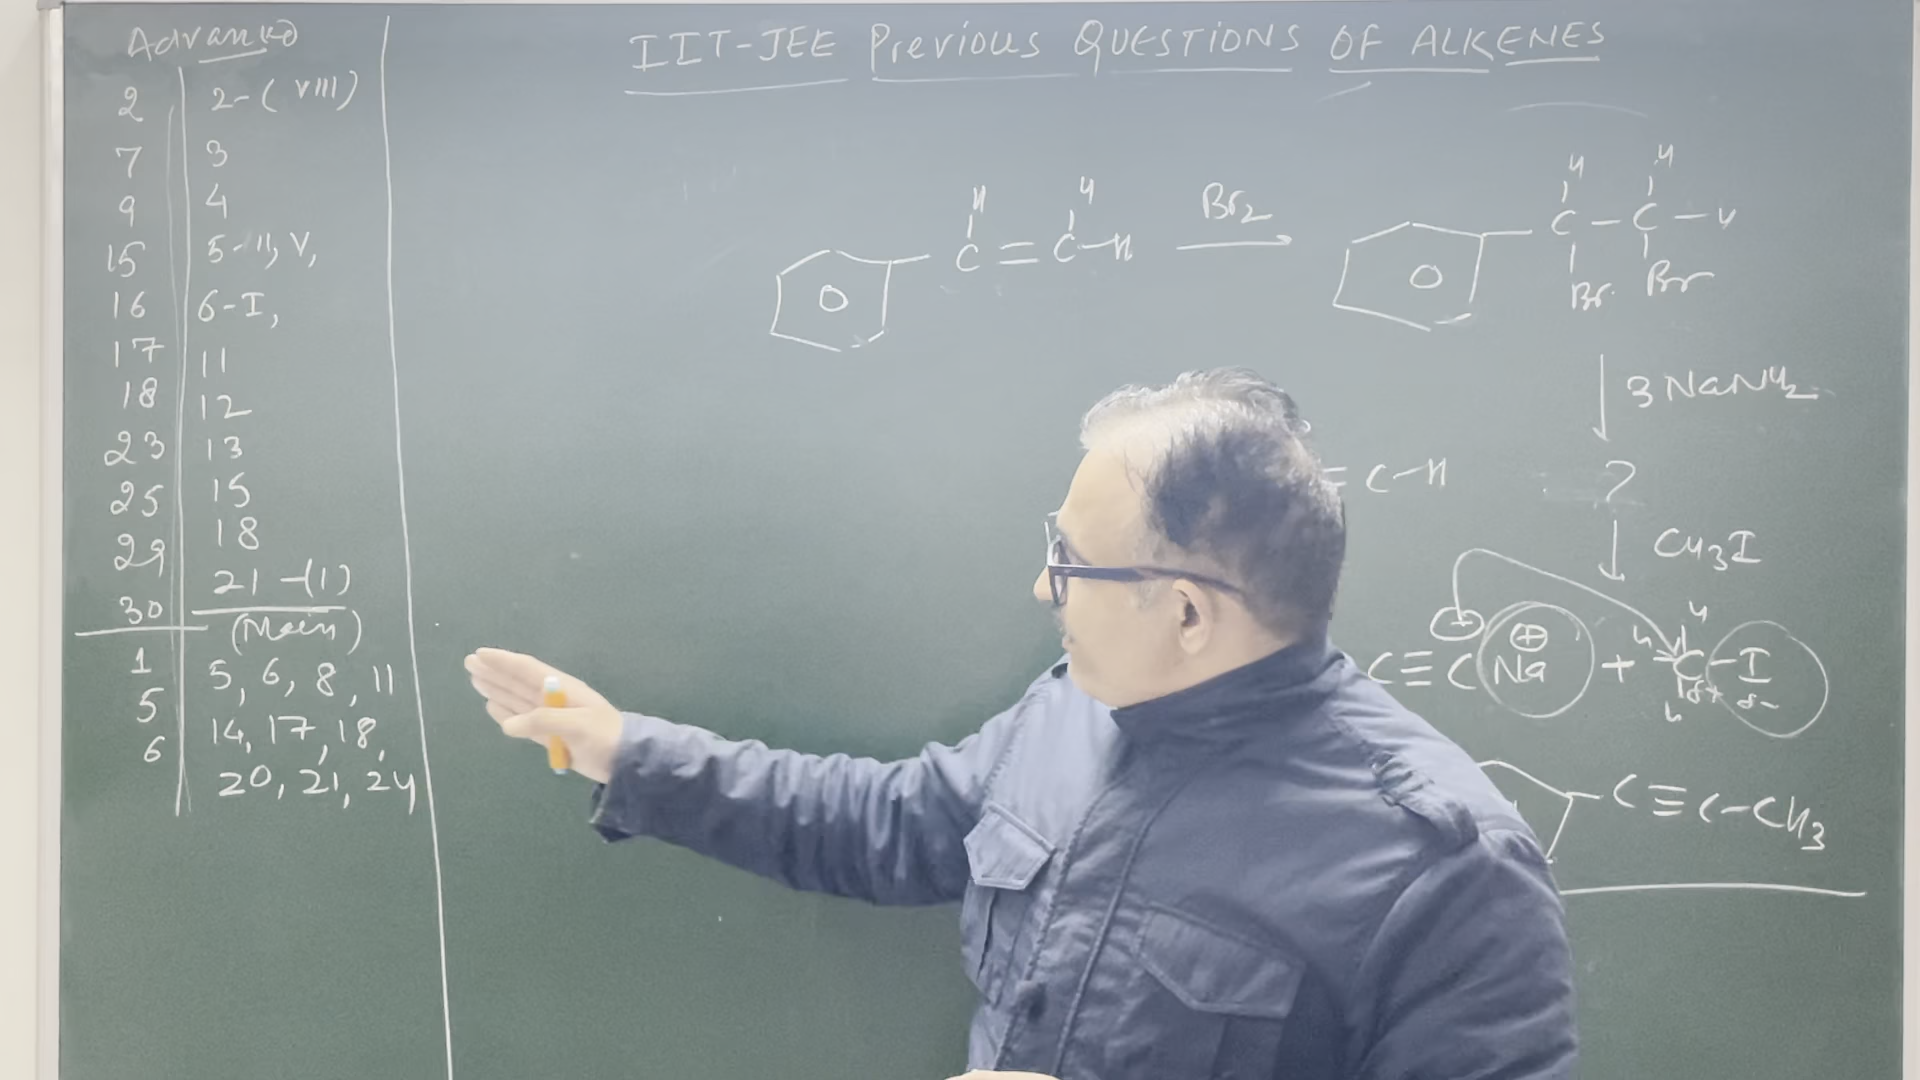 Advanced
IIT-JEE Previous QUESTIONS OF ALKENES
2 2-(VIII)
7 3
9 4
15 5-II, V,
16 6-I,
17 11
18 12
23 13
25 15
29 18
30 21-(1)
(Main)
1 5, 6, 8, 11
5 14, 17, 18,
6 20, 21, 24
H H
C = C-H
Br2
H H
C - C - H
Br Br
3NaNH2
≡ C-H
?
CH3I
C≡C Na ⊕ + H H C-I
H δ+ δ-
C≡C-CH3